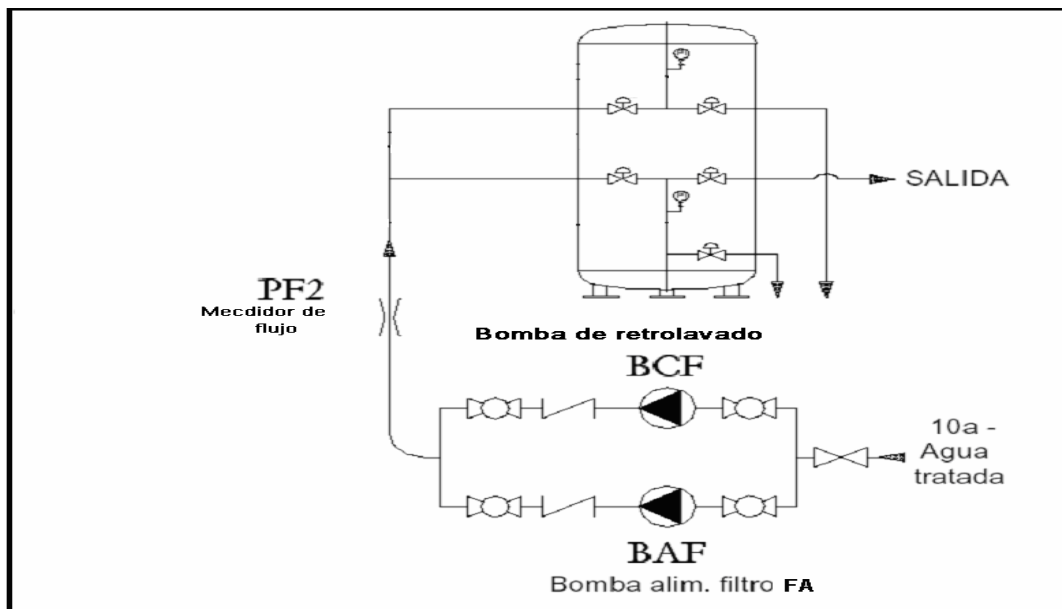 SALIDA
PF2
Mecdidor de
flujo
Bomba de retrolavado
BCF
10a -
Agua
tratada
BAF
Bomba alim. filtro FA